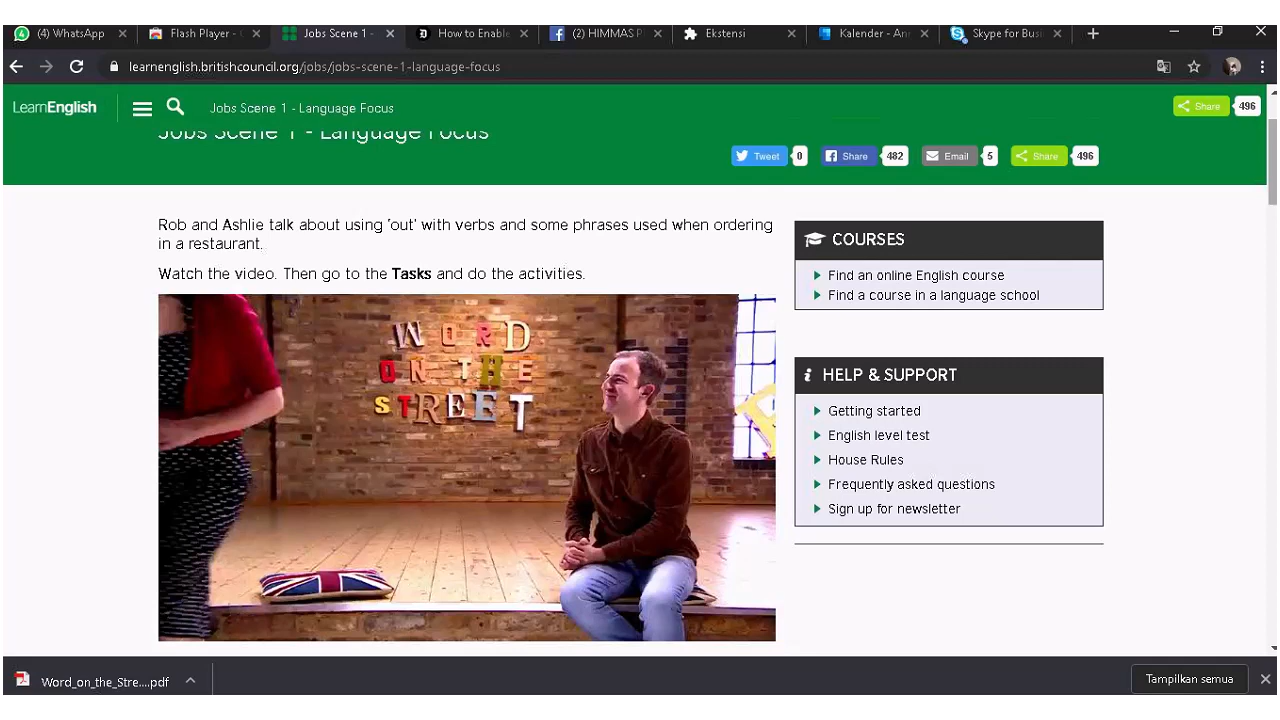 (4) WhatsApp
Flash Player -
Jobs Scene 1 -
How to Enable
(2) HIMMAS P
Ekstensi
Kalender -
Skype for Busi
learnenglish.britishcouncil.org/jobs/jobs-scene-1-language-focus
LearnEnglish
Jobs Scene 1 - Language Focus
Share 496
Jobs Scene 1 - Language Focus
Tweet 0 Share 482 Email 5 Share 496
Rob and Ashlie talk about using 'out' with verbs and some phrases used when ordering
in a restaurant.
Watch the video. Then go to the Tasks and do the activities.
WORD
ON THE
STREET
COURSES
Find an online English course
Find a course in a language school
HELP & SUPPORT
Getting started
English level test
House Rules
Frequently asked questions
Sign up for newsletter
Word_on_the_Stre....pdf
Tampilkan semua